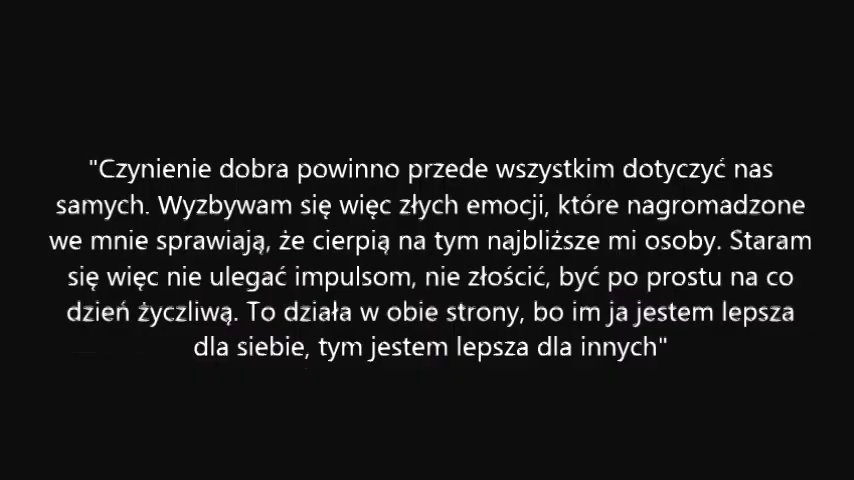 "Czynienie dobra powinno przede wszystkim dotyczyć nas
samych. Wyzbywam się więc złych emocji, które nagromadzone
we mnie sprawiają, że cierpią na tym najbliższe mi osoby. Staram
się więc nie ulegać impulsom, nie złościć, być po prostu na co
dzień życzliwą. To działa w obie strony, bo im ja jestem lepsza
dla siebie, tym jestem lepsza dla innych"